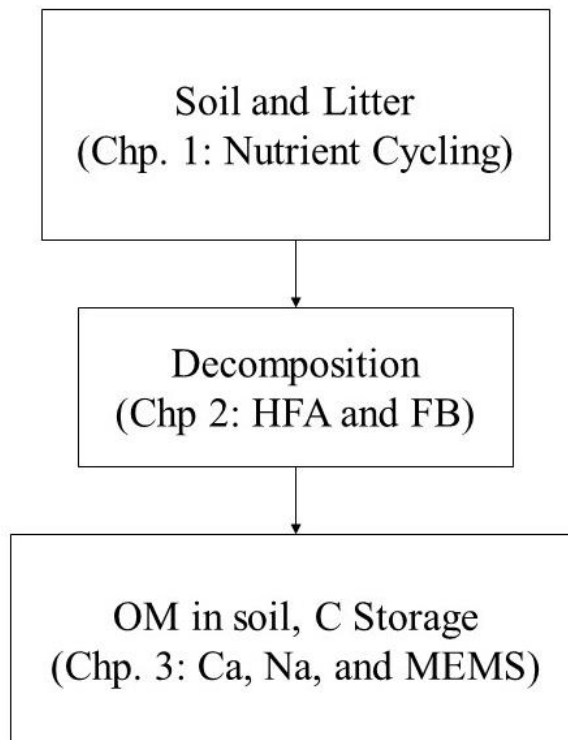 Soil and Litter
(Chp. 1: Nutrient Cycling)
Decomposition
(Chp 2: HFA and FB)
OM in soil, C Storage
(Chp. 3: Ca, Na, and MEMS)